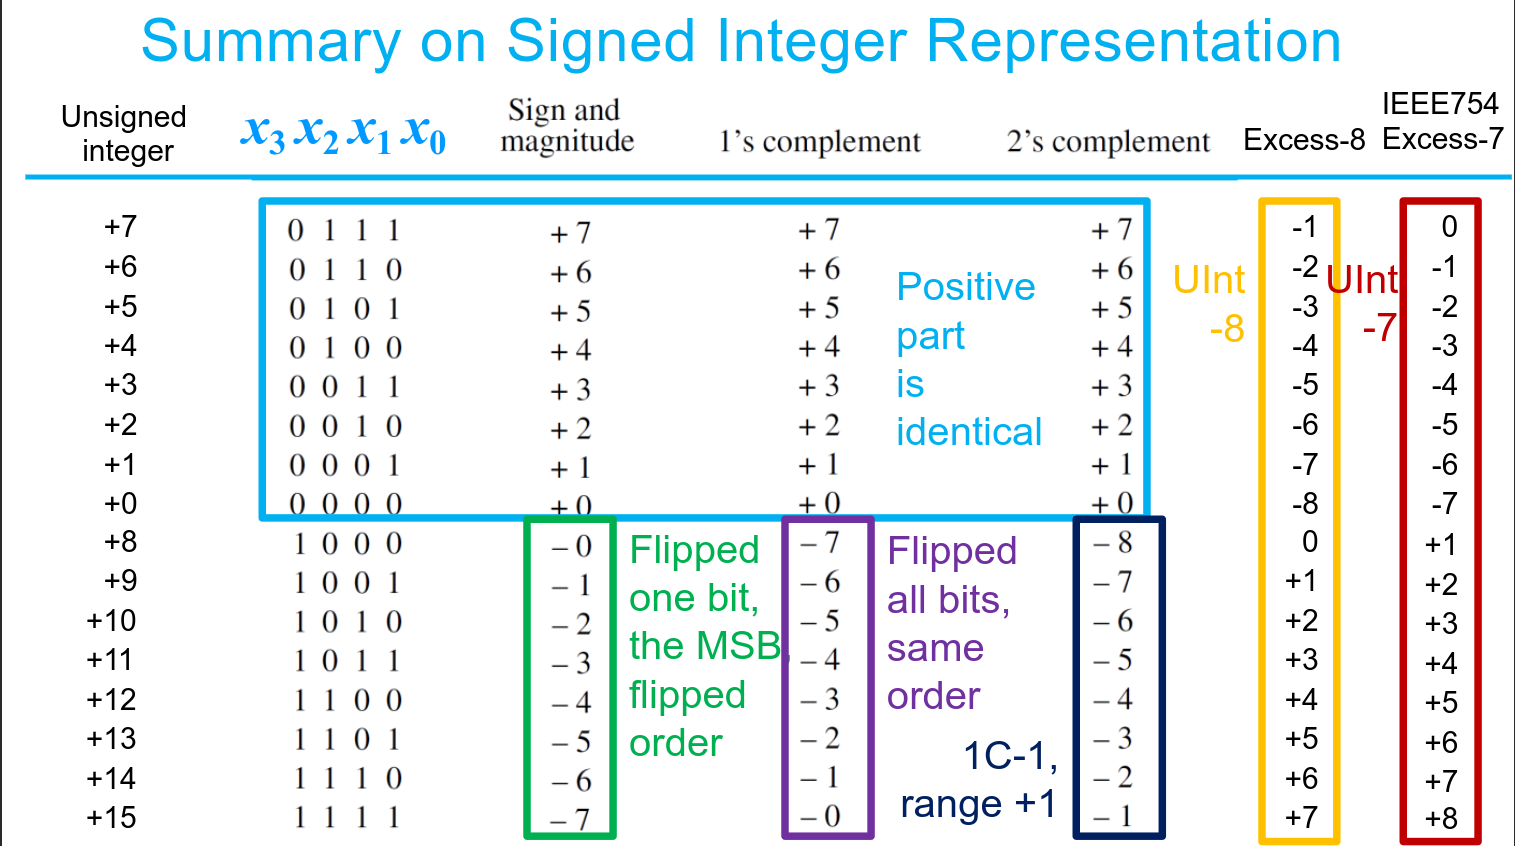 Summary on Signed Integer Representation
Unsigned integer x3 x2 x1 x0 Sign and magnitude 1's complement 2's complement Excess-8 IEEE754 Excess-7
+7 0 1 1 1 + 7 + 7 + 7 -1 0
+6 0 1 1 0 + 6 + 6 + 6 -2 -1
+5 0 1 0 1 + 5 + 5 + 5 -3 -2
+4 0 1 0 0 + 4 + 4 + 4 -4 -3
+3 0 0 1 1 + 3 + 3 + 3 -5 -4
+2 0 0 1 0 + 2 + 2 + 2 -6 -5
+1 0 0 0 1 + 1 + 1 + 1 -7 -6
+0 0 0 0 0 + 0 + 0 + 0 -8 -7
+8 1 0 0 0 – 0 – 7 – 8 0 +1
+9 1 0 0 1 – 1 – 6 – 7 +1 +2
+10 1 0 1 0 – 2 – 5 – 6 +2 +3
+11 1 0 1 1 – 3 – 4 – 5 +3 +4
+12 1 1 0 0 – 4 – 3 – 4 +4 +5
+13 1 1 0 1 – 5 – 2 – 3 +5 +6
+14 1 1 1 0 – 6 – 1 – 2 +6 +7
+15 1 1 1 1 – 7 – 0 – 1 +7 +8
Positive
part
is
identical
UInt
-8
UInt
-7
Flipped
one bit,
the MSB,
flipped
order
Flipped
all bits,
same
order
1C-1,
range +1